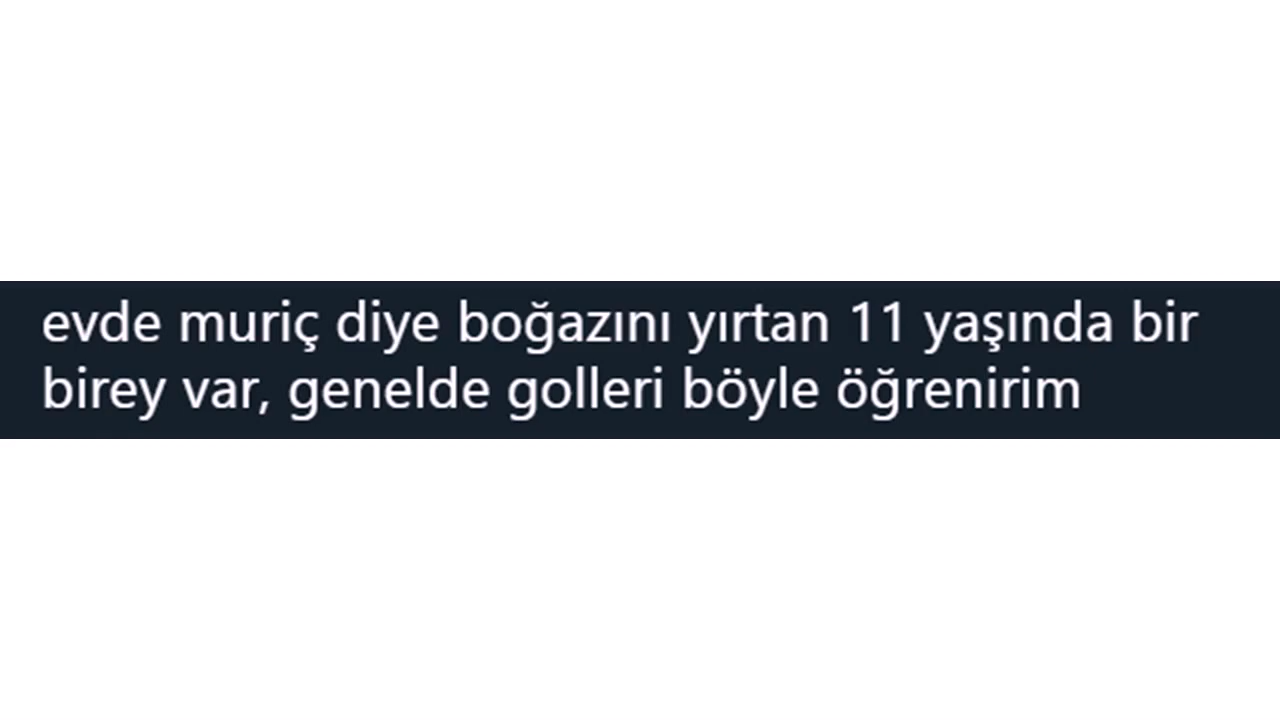 evde muriç diye boğazını yırtan 11 yaşında bir
birey var, genelde golleri böyle öğrenirim